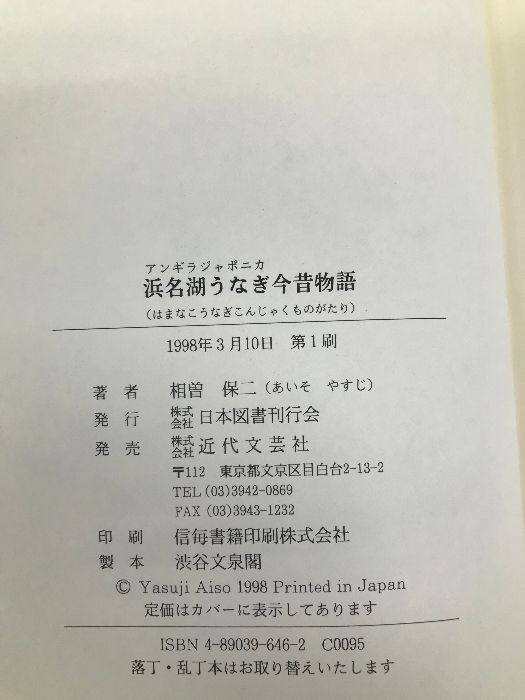 アンギラジャポニカ
浜名湖うなぎ今昔物語
（はまなこうなぎこんじゃくものがたり）
1998年3月10日　第1刷
著　者　相曽　保二（あいそ　やすじ）
発　行　株式会社日本図書刊行会
発　売　株式会社近代文芸社
〒112　東京都文京区目白台2-13-2
TEL (03)3942-0869
FAX (03)3943-1232
印　刷　信毎書籍印刷株式会社
製　本　渋谷文泉閣
© Yasuji Aiso 1998 Printed in Japan
定価はカバーに表示してあります
ISBN 4-89039-646-2　C0095
落丁・乱丁本はお取り替えいたします